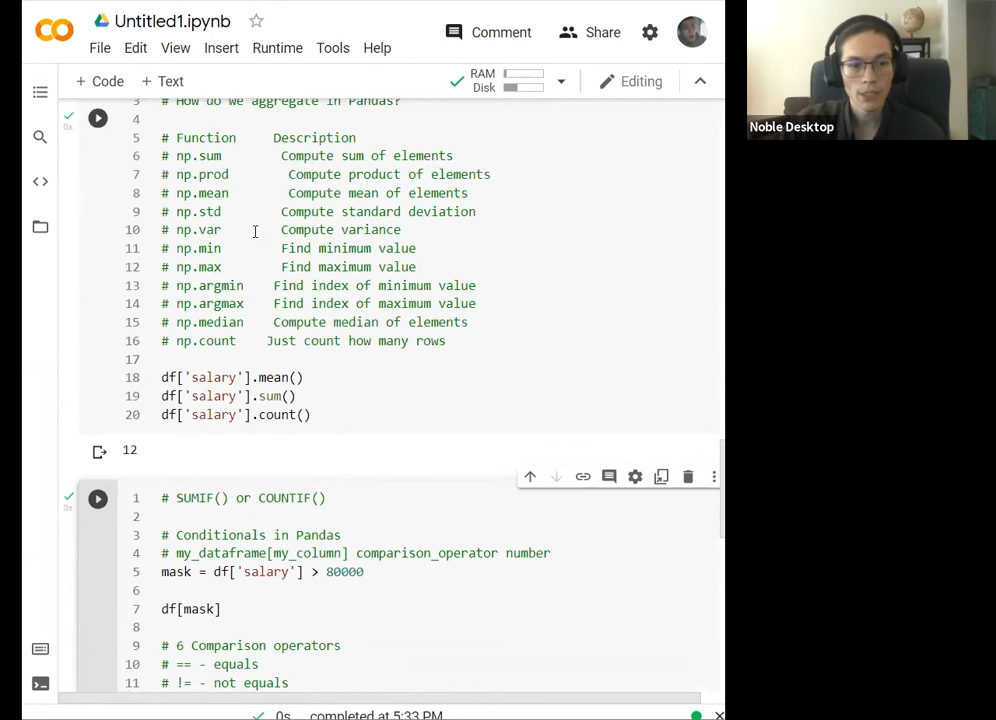 Untitled1.ipynb
File Edit View Insert Runtime Tools Help
Comment
Share
+ Code + Text
RAM
Disk
Editing
3 # How do we aggregate in Pandas?
4
5 # Function Description
6 # np.sum Compute sum of elements
7 # np.prod Compute product of elements
8 # np.mean Compute mean of elements
9 # np.std Compute standard deviation
10 # np.var Compute variance
11 # np.min Find minimum value
12 # np.max Find maximum value
13 # np.argmin Find index of minimum value
14 # np.argmax Find index of maximum value
15 # np.median Compute median of elements
16 # np.count Just count how many rows
17
18 df['salary'].mean()
19 df['salary'].sum()
20 df['salary'].count()
0s
12
1 # SUMIF() or COUNTIF()
2
3 # Conditionals in Pandas
4 # my_dataframe[my_column] comparison_operator number
5 mask = df['salary'] > 80000
6
7 df[mask]
8
9 # 6 Comparison operators
10 # == - equals
11 # != - not equals
0s
0s completed at 5:33 PM
Noble Desktop